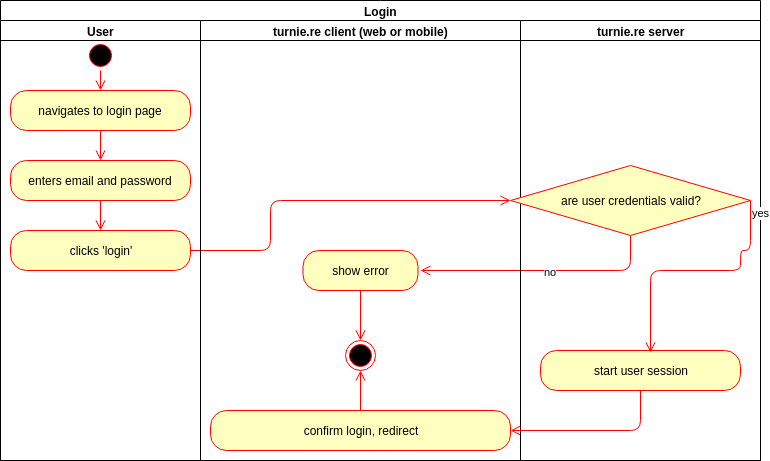 Login
User
turnie.re client (web or mobile)
turnie.re server
navigates to login page
enters email and password
are user credentials valid?
yes
clicks 'login'
show error
no
start user session
confirm login, redirect